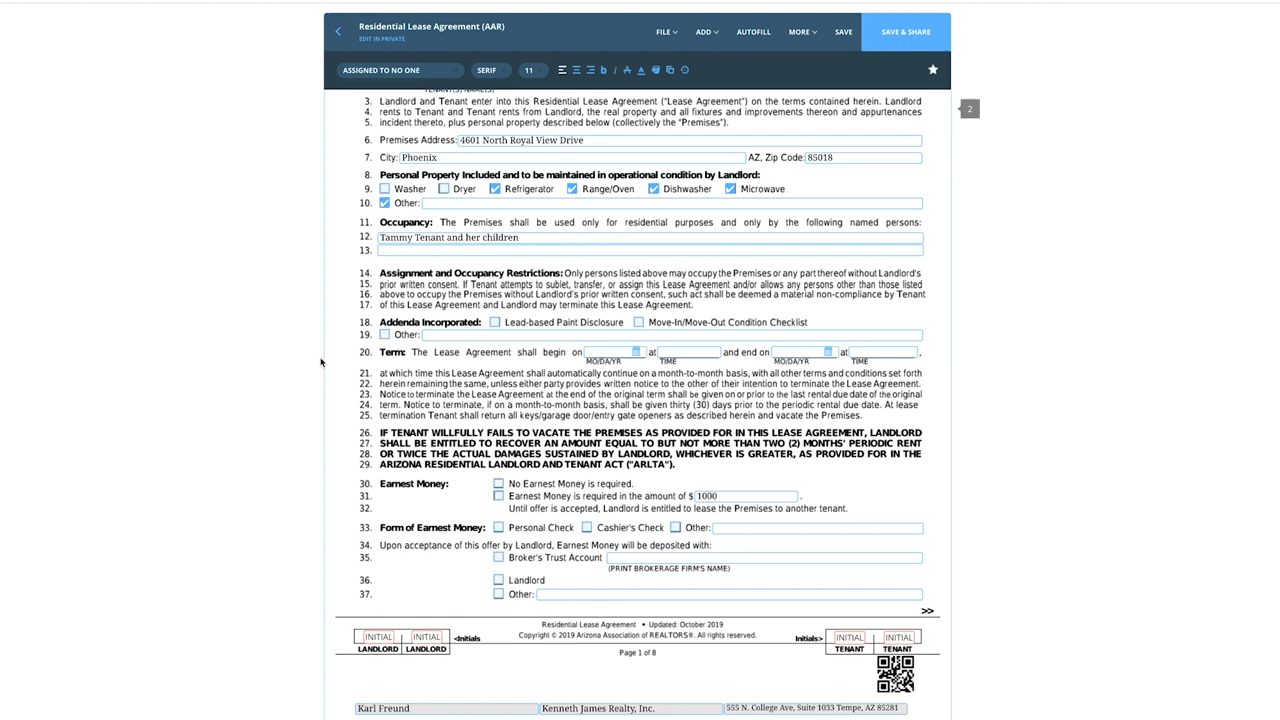 Residential Lease Agreement (AAR)
EDIT IN PRIVATE
FILE ADD AUTOFILL MORE SAVE SAVE & SHARE
ASSIGNED TO NO ONE SERIF 11
2
TENANT(S) NAME(S)
3. Landlord and Tenant enter into this Residential Lease Agreement ("Lease Agreement") on the terms contained herein. Landlord
4. rents to Tenant and Tenant rents from Landlord, the real property and all fixtures and improvements thereon and appurtenances
5. incident thereto, plus personal property described below (collectively the "Premises").
6. Premises Address: 4601 North Royal View Drive
7. City: Phoenix AZ, Zip Code: 85018
8. Personal Property Included and to be maintained in operational condition by Landlord:
9. Washer Dryer Refrigerator Range/Oven Dishwasher Microwave
10. Other:
11. Occupancy: The Premises shall be used only for residential purposes and only by the following named persons:
12. Tammy Tenant and her children
13.
14. Assignment and Occupancy Restrictions: Only persons listed above may occupy the Premises or any part thereof without Landlord's
15. prior written consent. If Tenant attempts to sublet, transfer, or assign this Lease Agreement and/or allows any persons other than those listed
16. above to occupy the Premises without Landlord's prior written consent, such act shall be deemed a material non-compliance by Tenant
17. of this Lease Agreement and Landlord may terminate this Lease Agreement.
18. Addenda Incorporated: Lead-based Paint Disclosure Move-In/Move-Out Condition Checklist
19. Other:
20. Term: The Lease Agreement shall begin on at and end on at ,
MO/DA/YR TIME MO/DA/YR TIME
21. at which time this Lease Agreement shall automatically continue on a month-to-month basis, with all other terms and conditions set forth
22. herein remaining the same, unless either party provides written notice to the other of their intention to terminate the Lease Agreement.
23. Notice to terminate the Lease Agreement at the end of the original term shall be given on or prior to the last rental due date of the original
24. term. Notice to terminate, if on a month-to-month basis, shall be given thirty (30) days prior to the periodic rental due date. At lease
25. termination Tenant shall return all keys/garage door/entry gate openers as described herein and vacate the Premises.
26. IF TENANT WILLFULLY FAILS TO VACATE THE PREMISES AS PROVIDED FOR IN THIS LEASE AGREEMENT, LANDLORD
27. SHALL BE ENTITLED TO RECOVER AN AMOUNT EQUAL TO BUT NOT MORE THAN TWO (2) MONTHS' PERIODIC RENT
28. OR TWICE THE ACTUAL DAMAGES SUSTAINED BY LANDLORD, WHICHEVER IS GREATER, AS PROVIDED FOR IN THE
29. ARIZONA RESIDENTIAL LANDLORD AND TENANT ACT ("ARLTA").
30. Earnest Money: No Earnest Money is required.
31. Earnest Money is required in the amount of $ 1000 .
32. Until offer is accepted, Landlord is entitled to lease the Premises to another tenant.
33. Form of Earnest Money: Personal Check Cashier's Check Other:
34. Upon acceptance of this offer by Landlord, Earnest Money will be deposited with:
35. Broker's Trust Account
(PRINT BROKERAGE FIRM'S NAME)
36. Landlord
37. Other:
>>
Residential Lease Agreement • Updated: October 2019
INITIAL INITIAL <Initials Copyright © 2019 Arizona Association of REALTORS®. All rights reserved. Initials> INITIAL INITIAL
LANDLORD LANDLORD TENANT TENANT
Page 1 of 8
Karl Freund Kenneth James Realty, Inc. 555 N. College Ave, Suite 1033 Tempe, AZ 85281